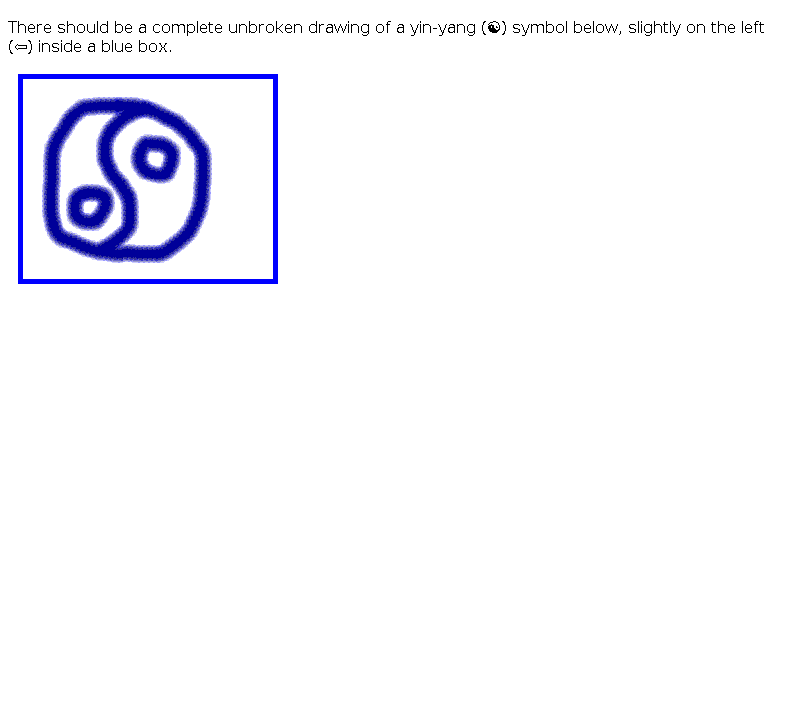 There should be a complete unbroken drawing of a yin-yang (☯) symbol below, slightly on the left
(⇦) inside a blue box.